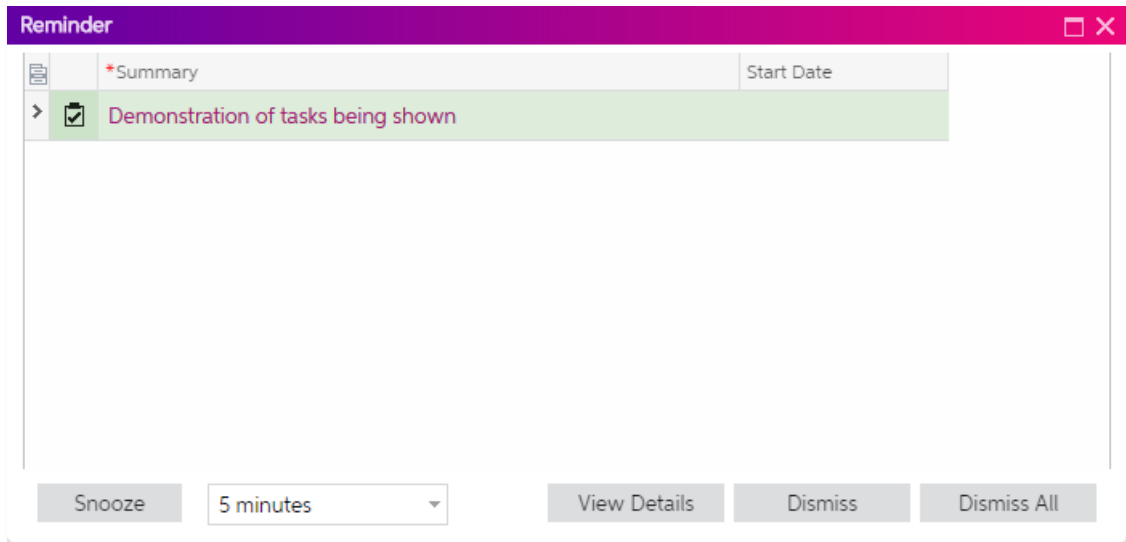 Reminder
*Summary Start Date
Demonstration of tasks being shown
Snooze 5 minutes View Details Dismiss Dismiss All